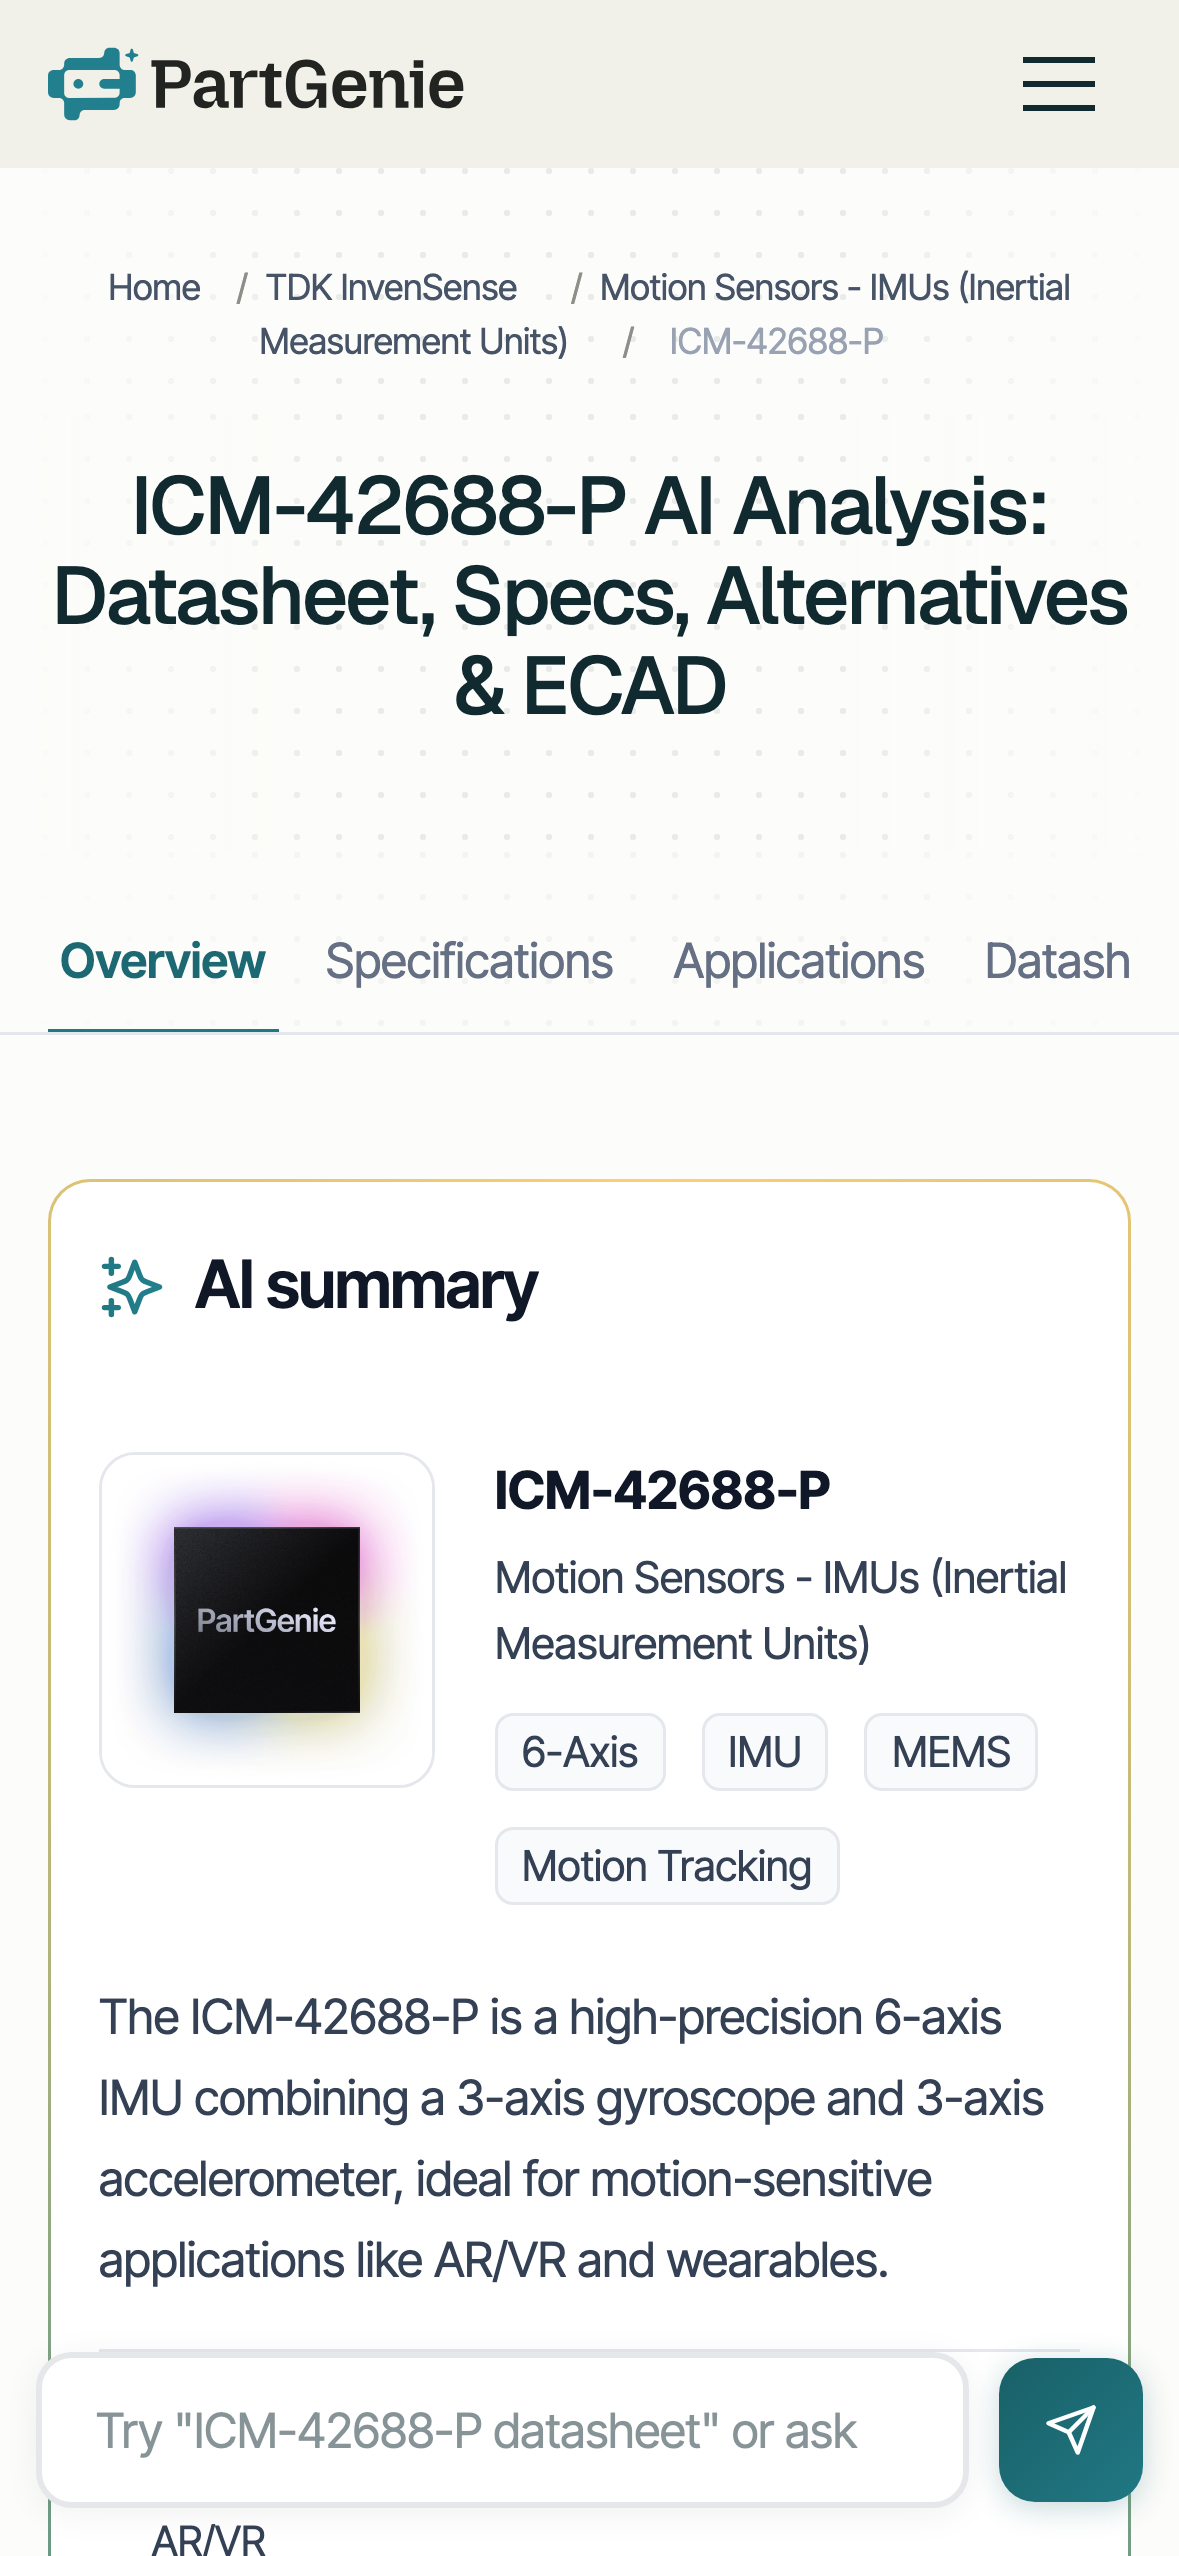 PartGenie
Home / TDK InvenSense / Motion Sensors - IMUs (Inertial
Measurement Units) / ICM-42688-P
ICM-42688-P AI Analysis:
Datasheet, Specs, Alternatives
& ECAD
Overview Specifications Applications Datash
AI summary
PartGenie
ICM-42688-P
Motion Sensors - IMUs (Inertial
Measurement Units)
6-Axis IMU MEMS
Motion Tracking
The ICM-42688-P is a high-precision 6-axis
IMU combining a 3-axis gyroscope and 3-axis
accelerometer, ideal for motion-sensitive
applications like AR/VR and wearables.
Try "ICM-42688-P datasheet" or ask
AR/VR